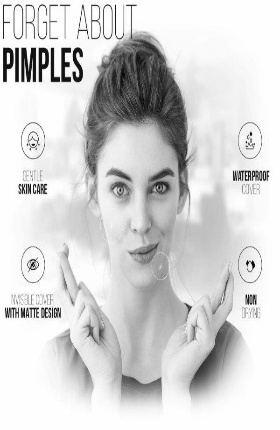 FORGET ABOUT
PIMPLES
GENTLE
SKIN CARE
WATERPROOF
COVER
INVISIBLE COVER
WITH MATTE DESIGN
NON
DRYING